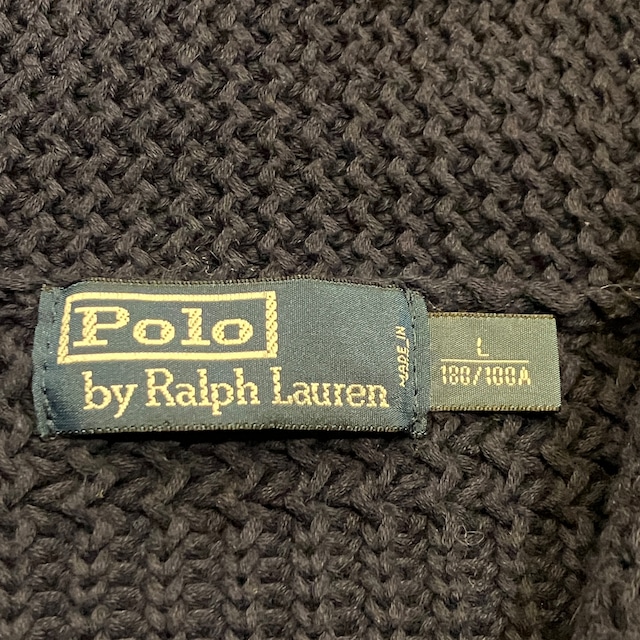 Polo
by Ralph Lauren
MADE IN
L
180/100A